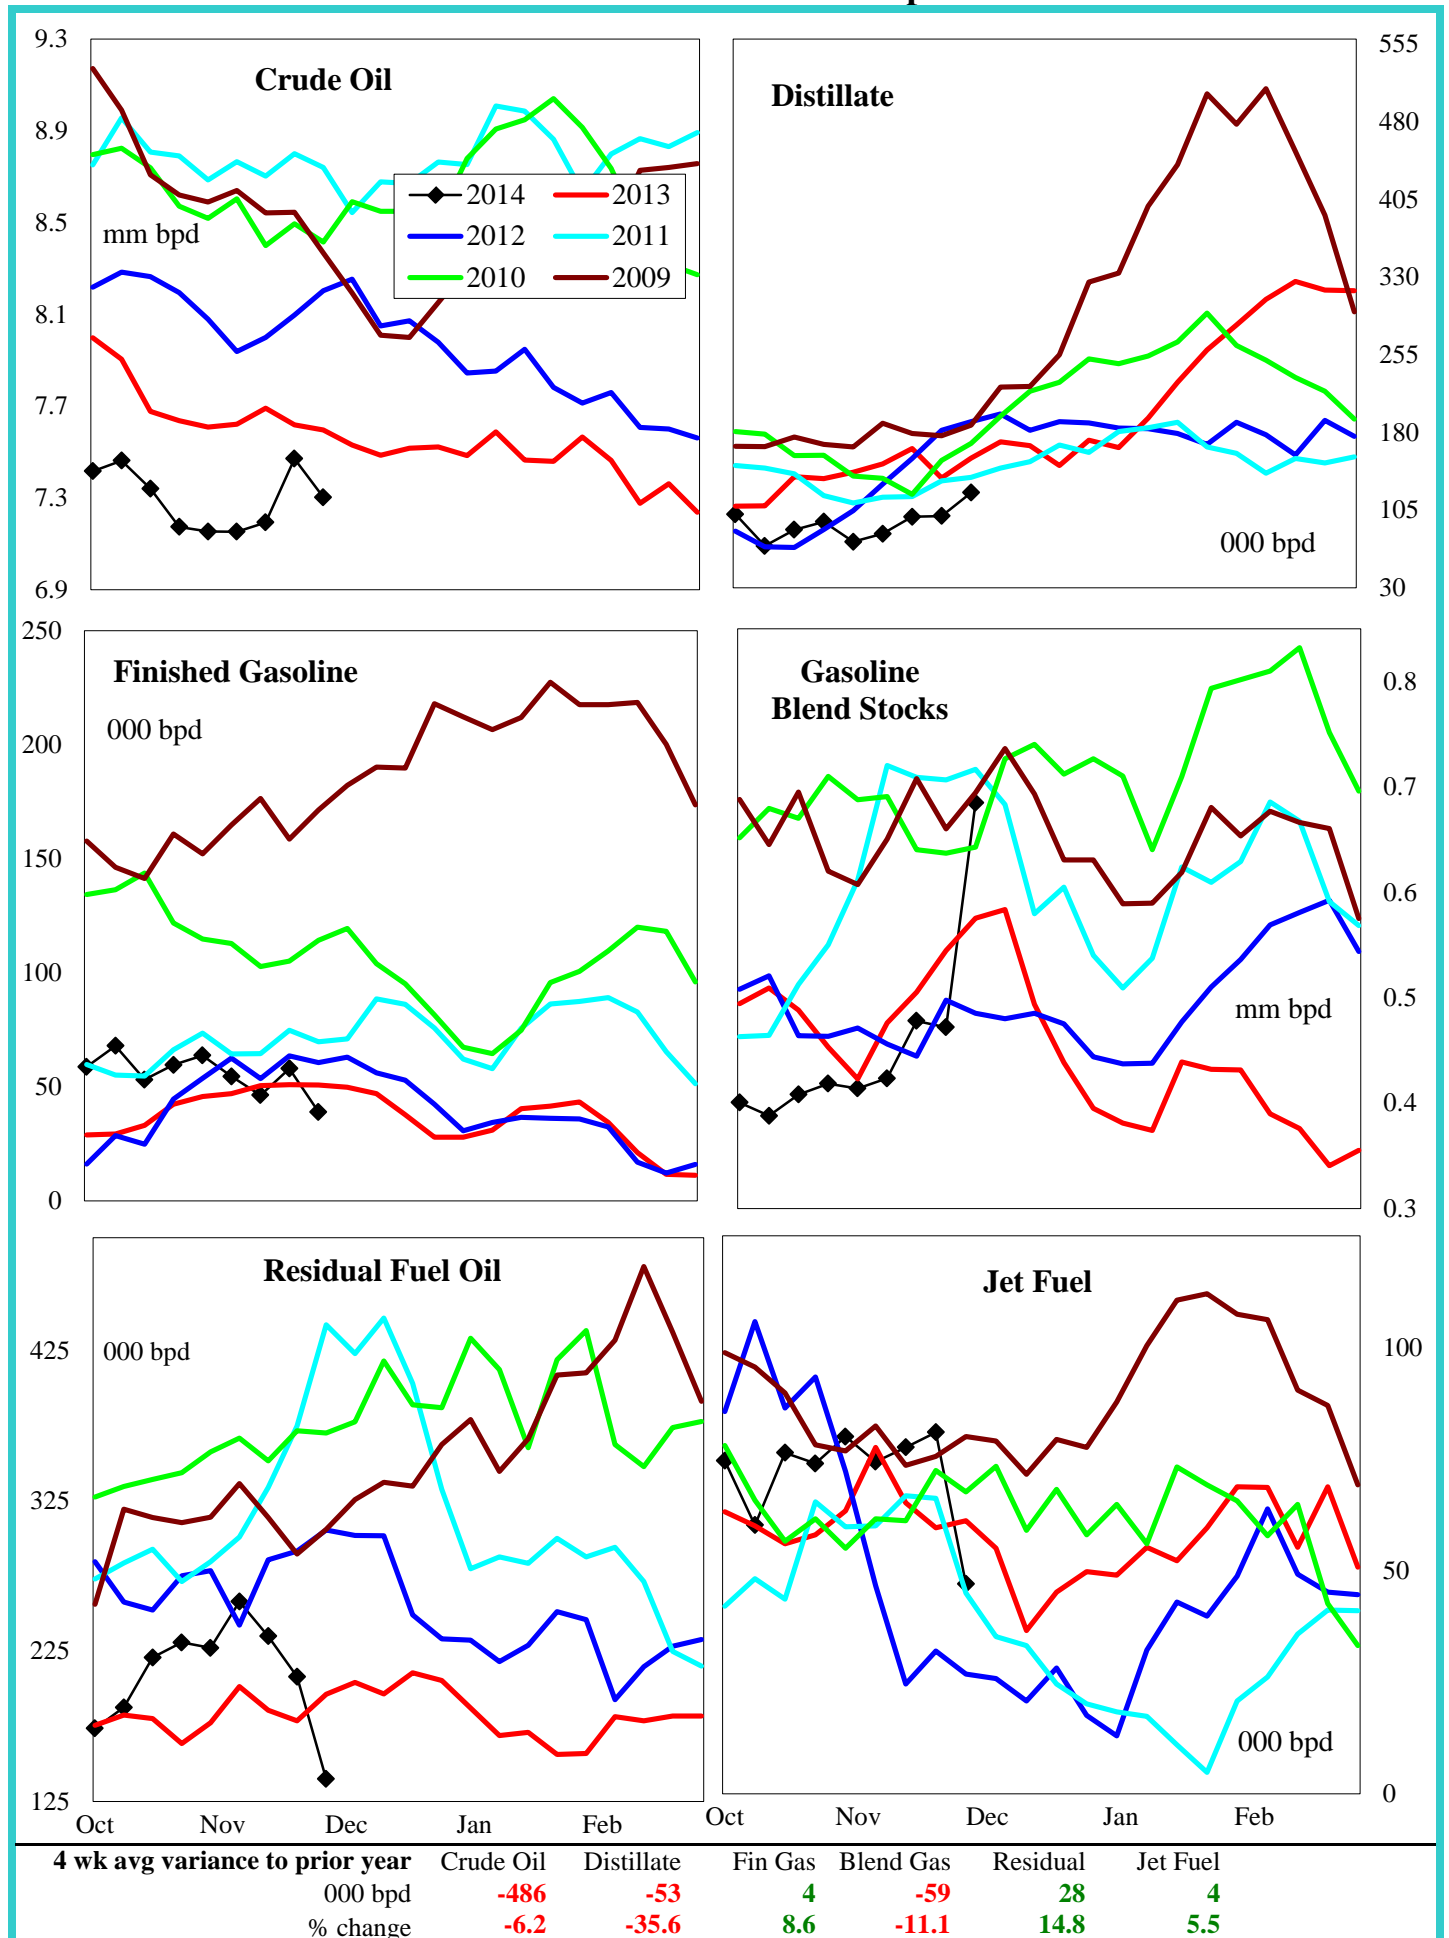 9.3
8.9
8.5
8.1
7.7
7.3
6.9
Crude Oil
mm bpd
2014 2013
2012 2011
2010 2009
Distillate
000 bpd
555
480
405
330
255
180
105
30
250
200
150
100
50
0
Finished Gasoline
000 bpd
Gasoline
Blend Stocks
mm bpd
0.8
0.7
0.6
0.5
0.4
0.3
Residual Fuel Oil
000 bpd
425
325
225
125
Oct Nov Dec Jan Feb
Jet Fuel
000 bpd
100
50
0
Oct Nov Dec Jan Feb
4 wk avg variance to prior year Crude Oil Distillate Fin Gas Blend Gas Residual Jet Fuel
000 bpd -486 -53 4 -59 28 4
% change -6.2 -35.6 8.6 -11.1 14.8 5.5